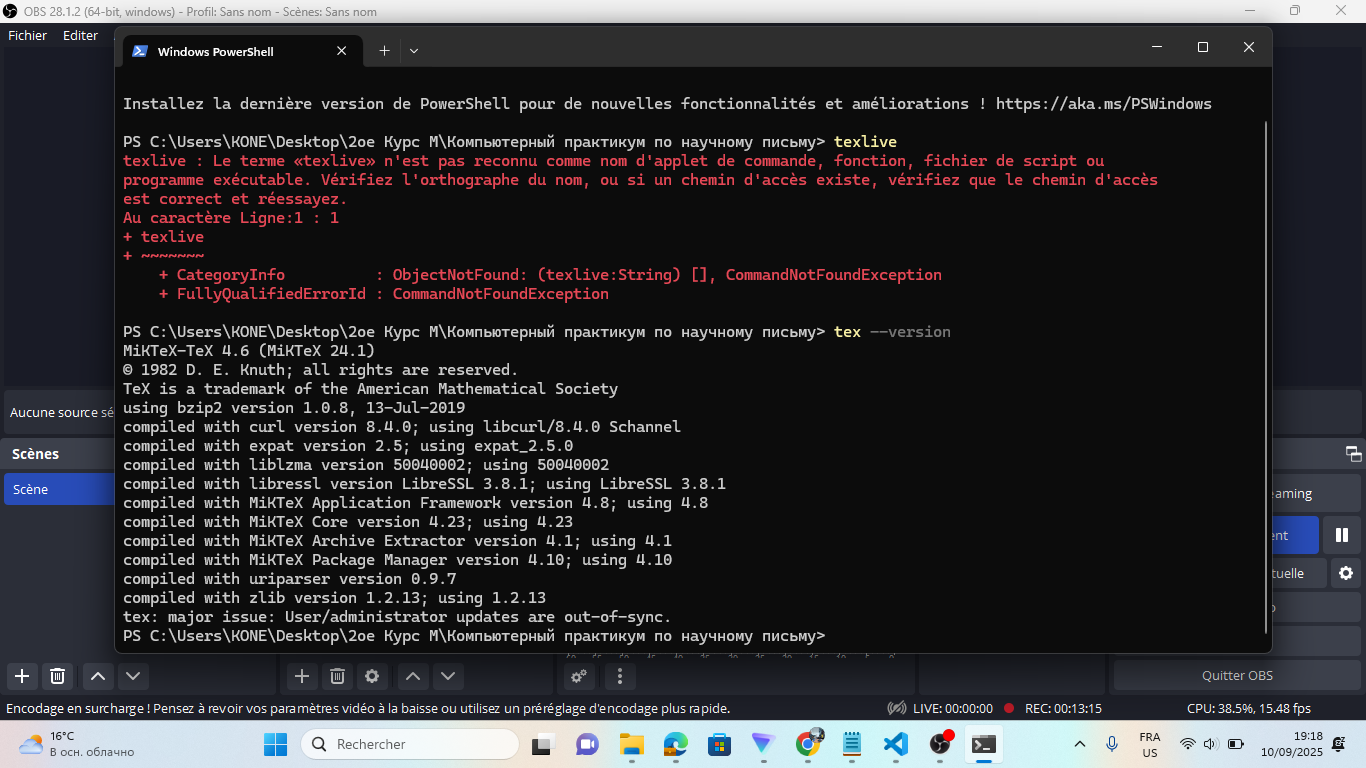 OBS 28.1.2 (64-bit, windows) - Profil: Sans nom - Scènes: Sans nom
Fichier Editer
Windows PowerShell
Installez la dernière version de PowerShell pour de nouvelles fonctionnalités et améliorations ! https://aka.ms/PSWindows
PS C:\Users\KONE\Desktop\2ое Курс М\Компьютерный практикум по научному письму> texlive
texlive : Le terme «texlive» n'est pas reconnu comme nom d'applet de commande, fonction, fichier de script ou
programme exécutable. Vérifiez l'orthographe du nom, ou si un chemin d'accès existe, vérifiez que le chemin d'accès
est correct et réessayez.
Au caractère Ligne:1 : 1
+ texlive
+ ~~~~~~~
    + CategoryInfo          : ObjectNotFound: (texlive:String) [], CommandNotFoundException
    + FullyQualifiedErrorId : CommandNotFoundException
PS C:\Users\KONE\Desktop\2ое Курс М\Компьютерный практикум по научному письму> tex --version
MiKTeX-TeX 4.6 (MiKTeX 24.1)
© 1982 D. E. Knuth; all rights are reserved.
TeX is a trademark of the American Mathematical Society
using bzip2 version 1.0.8, 13-Jul-2019
compiled with curl version 8.4.0; using libcurl/8.4.0 Schannel
compiled with expat version 2.5; using expat_2.5.0
compiled with liblzma version 50040002; using 50040002
compiled with libressl version LibreSSL 3.8.1; using LibreSSL 3.8.1
compiled with MiKTeX Application Framework version 4.8; using 4.8
compiled with MiKTeX Core version 4.23; using 4.23
compiled with MiKTeX Archive Extractor version 4.1; using 4.1
compiled with MiKTeX Package Manager version 4.10; using 4.10
compiled with uriparser version 0.9.7
compiled with zlib version 1.2.13; using 1.2.13
tex: major issue: User/administrator updates are out-of-sync.
PS C:\Users\KONE\Desktop\2ое Курс М\Компьютерный практикум по научному письму>
Aucune source sé
Scènes
Scène
eaming
ent
tuelle
Quitter OBS
Encodage en surcharge ! Pensez à revoir vos paramètres vidéo à la baisse ou utilisez un préréglage d'encodage plus rapide.
LIVE: 00:00:00 REC: 00:13:15 CPU: 38.5%, 15.48 fps
16°C
В осн. облачно
Rechercher
FRA
US
19:18
10/09/2025